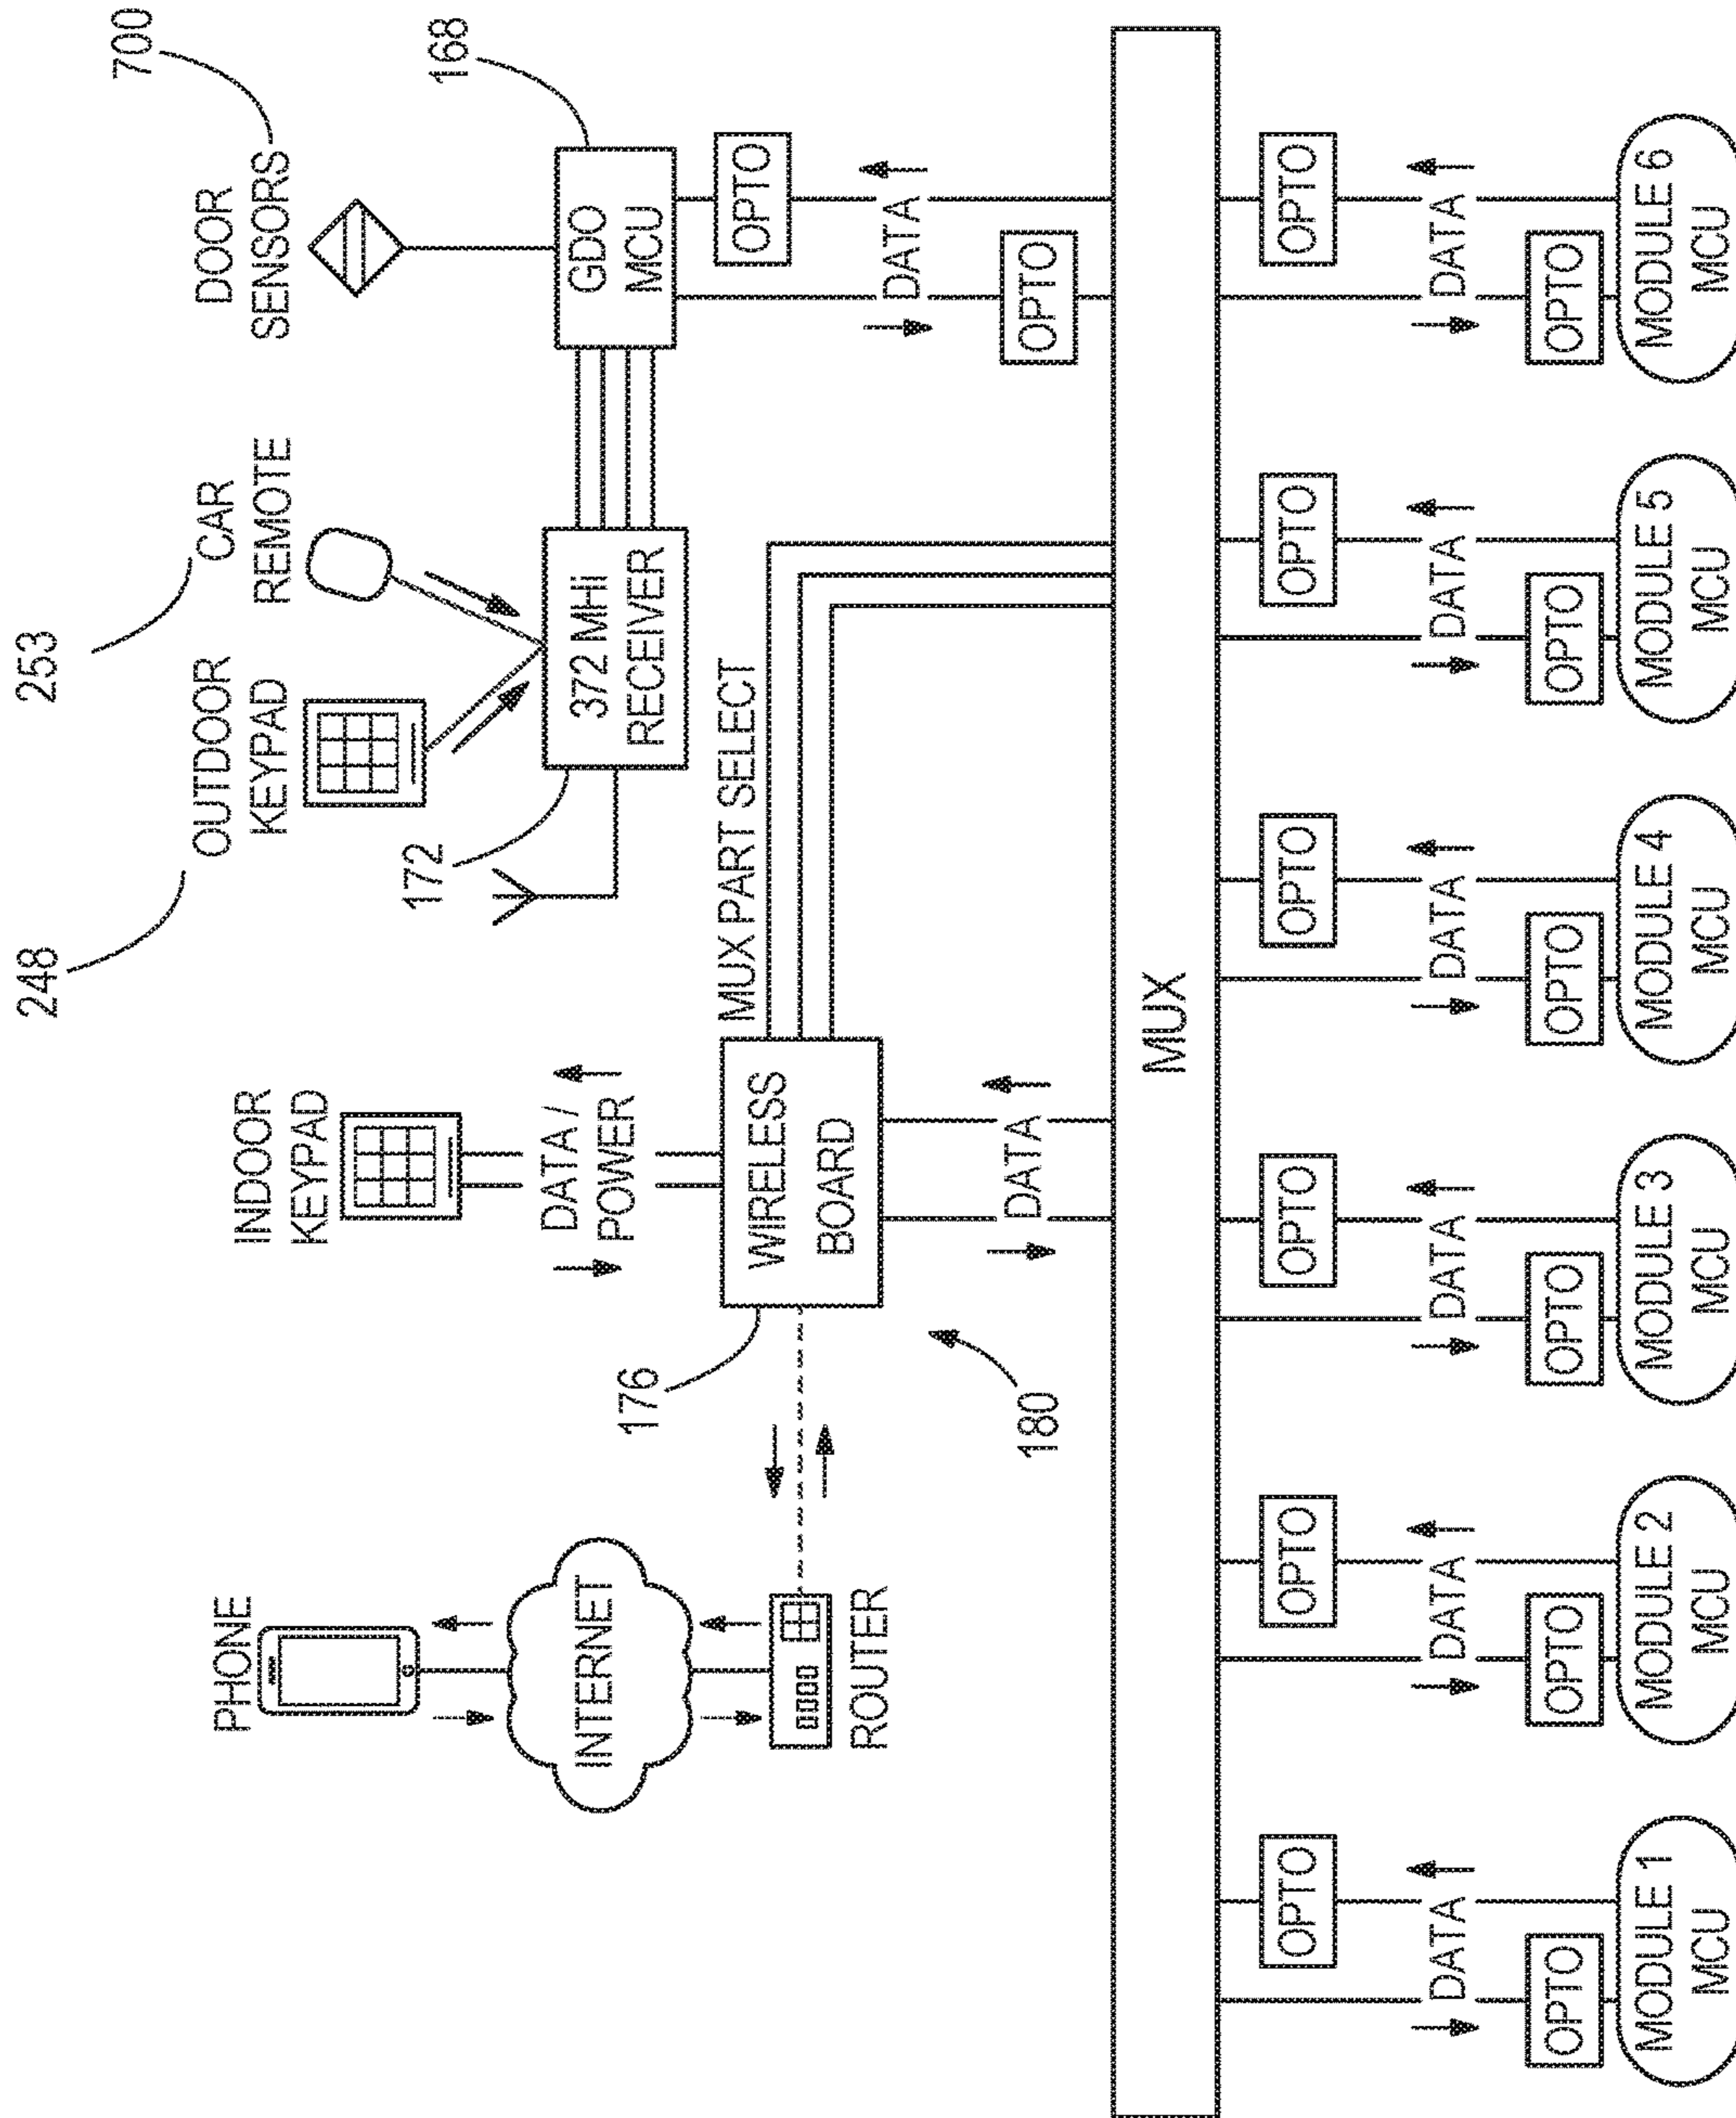 700
168
253
248
172
176
180
DOOR
SENSORS
CAR
REMOTE
OUTDOOR
KEYPAD
INDOOR
KEYPAD
PHONE
GDO
MCU
372 MHi
RECEIVER
MUX PART SELECT
DATA /
POWER
WIRELESS
BOARD
INTERNET
ROUTER
OPTO
DATA
OPTO
DATA
MUX
OPTO
DATA
OPTO
MODULE 1
MCU
OPTO
DATA
OPTO
MODULE 2
MCU
OPTO
DATA
OPTO
MODULE 3
MCU
OPTO
DATA
OPTO
MODULE 4
MCU
OPTO
DATA
OPTO
MODULE 5
MCU
OPTO
DATA
OPTO
MODULE 6
MCU